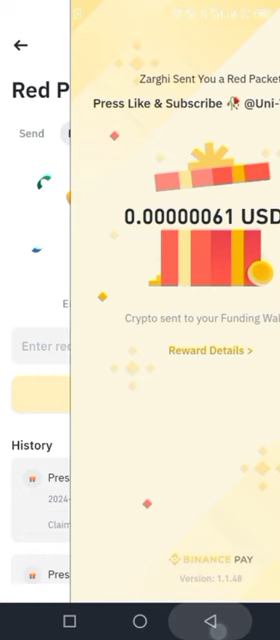 Zarghi Sent You a Red Packet
Press Like & Subscribe 🥀 @Uni-
0.00000061 USD
Crypto sent to your Funding Wal
Reward Details >
BINANCE PAY
Version: 1.1.48
Red P
Send
Enter re
History
Pres
2024-
Claim
Pres